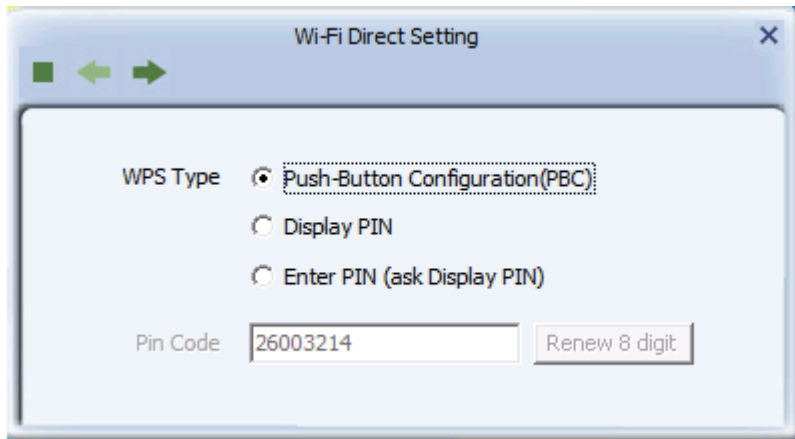 Wi-Fi Direct Setting
WPS Type Push-Button Configuration(PBC)
Display PIN
Enter PIN (ask Display PIN)
Pin Code 26003214 Renew 8 digit